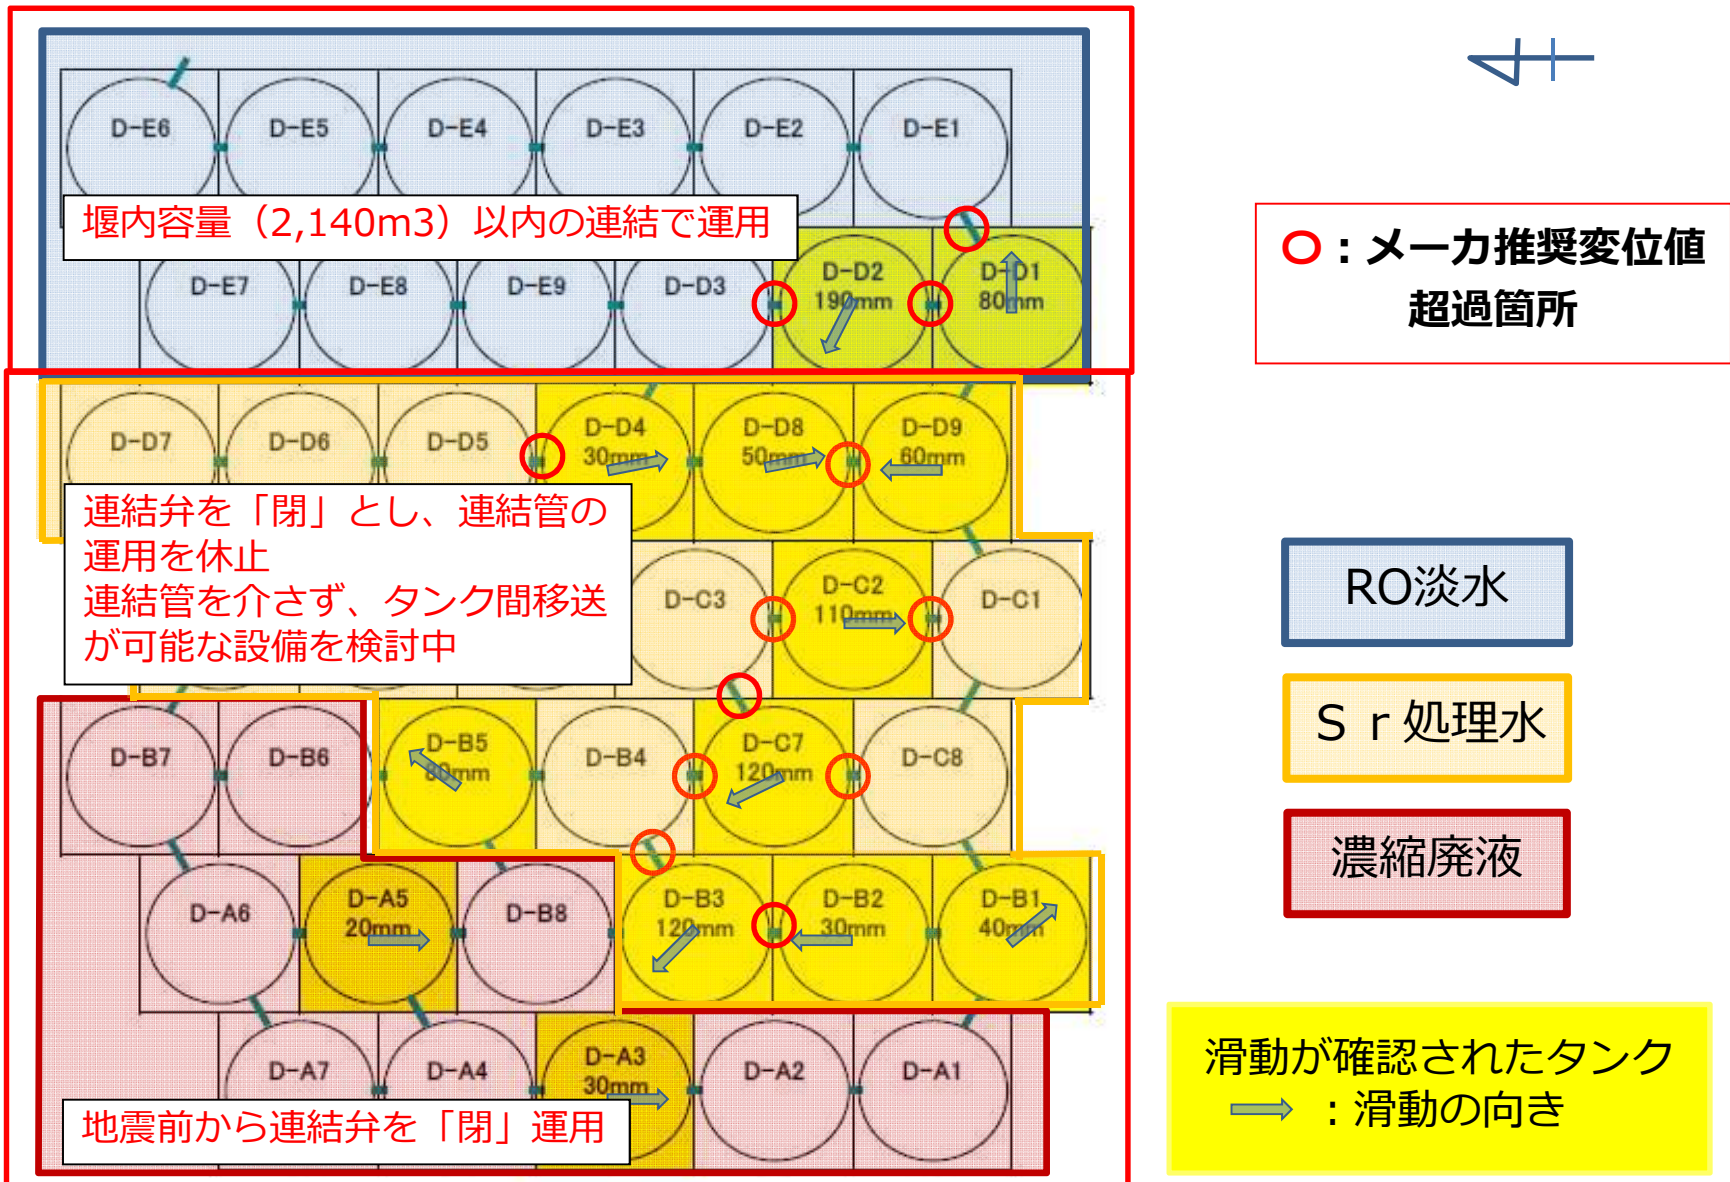 D-E6
D-E5
D-E4
D-E3
D-E2
D-E1
堰内容量（2,140m3）以内の連結で運用
D-E7
D-E8
D-E9
D-D3
D-D2
190mm
D-D1
80mm
○：メーカ推奨変位値
超過箇所
D-D7
D-D6
D-D5
D-D4
30mm
D-D8
50mm
D-D9
60mm
連結弁を「閉」とし、連結管の
運用を休止
連結管を介さず、タンク間移送
が可能な設備を検討中
D-C3
D-C2
110mm
D-C1
RO淡水
Ｓｒ処理水
濃縮廃液
D-B7
D-B6
D-B5
80mm
D-B4
D-C7
120mm
D-C8
D-A6
D-A5
20mm
D-B8
D-B3
120mm
D-B2
30mm
D-B1
40mm
D-A7
D-A4
D-A3
30mm
D-A2
D-A1
地震前から連結弁を「閉」運用
滑動が確認されたタンク
：滑動の向き